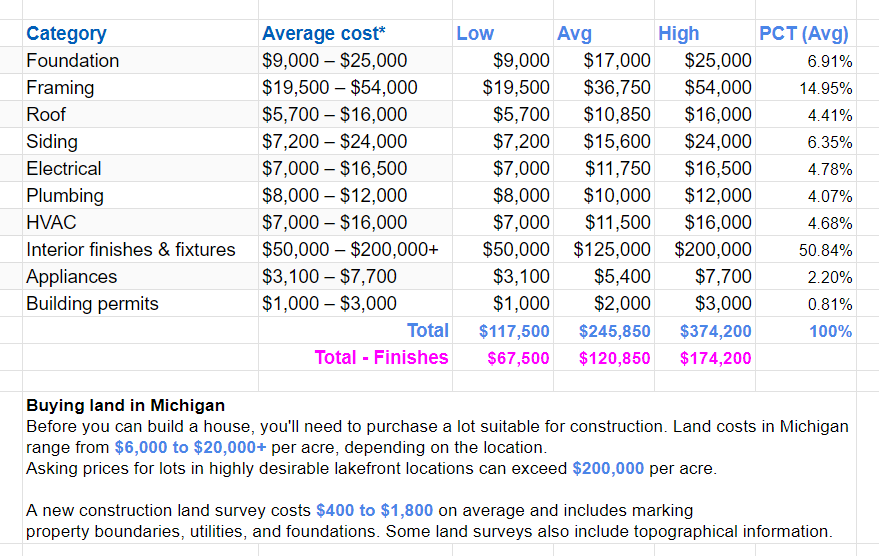 Category Average cost* Low Avg High PCT (Avg)
Foundation $9,000 – $25,000 $9,000 $17,000 $25,000 6.91%
Framing $19,500 – $54,000 $19,500 $36,750 $54,000 14.95%
Roof $5,700 – $16,000 $5,700 $10,850 $16,000 4.41%
Siding $7,200 – $24,000 $7,200 $15,600 $24,000 6.35%
Electrical $7,000 – $16,500 $7,000 $11,750 $16,500 4.78%
Plumbing $8,000 – $12,000 $8,000 $10,000 $12,000 4.07%
HVAC $7,000 – $16,000 $7,000 $11,500 $16,000 4.68%
Interior finishes & fixtures $50,000 – $200,000+ $50,000 $125,000 $200,000 50.84%
Appliances $3,100 – $7,700 $3,100 $5,400 $7,700 2.20%
Building permits $1,000 – $3,000 $1,000 $2,000 $3,000 0.81%
Total $117,500 $245,850 $374,200 100%
Total - Finishes $67,500 $120,850 $174,200
Buying land in Michigan
Before you can build a house, you'll need to purchase a lot suitable for construction. Land costs in Michigan
range from $6,000 to $20,000+ per acre, depending on the location.
Asking prices for lots in highly desirable lakefront locations can exceed $200,000 per acre.
A new construction land survey costs $400 to $1,800 on average and includes marking
property boundaries, utilities, and foundations. Some land surveys also include topographical information.